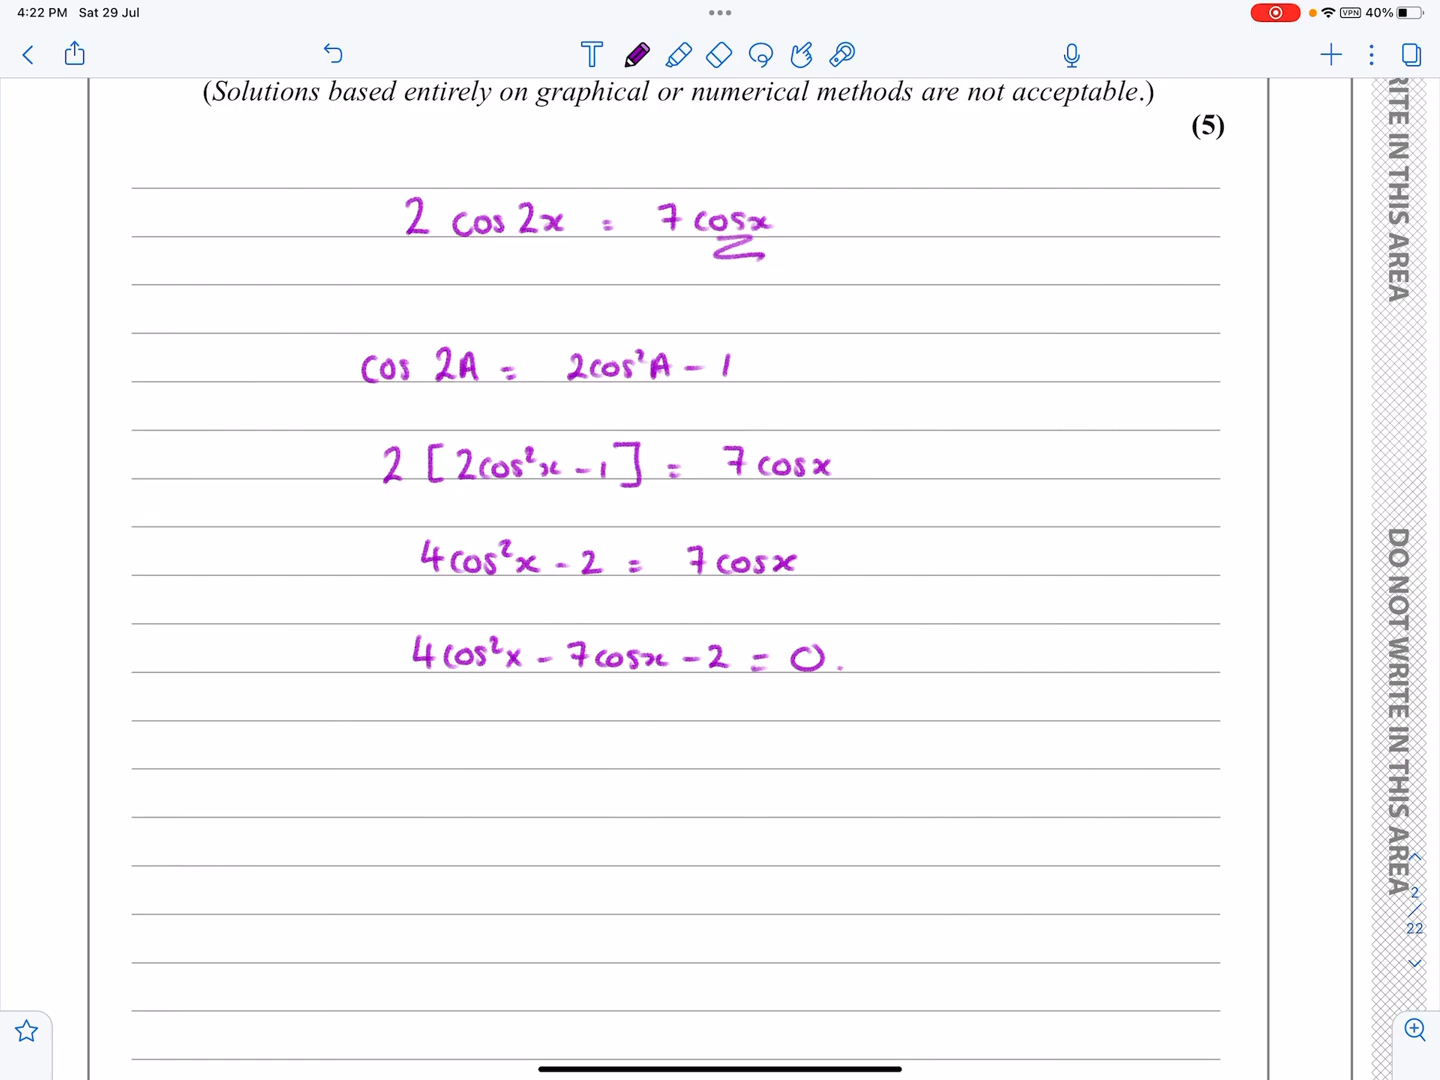 4:22 PM Sat 29 Jul
VPN 40%
(Solutions based entirely on graphical or numerical methods are not acceptable.)
(5)
2 cos 2x = 7 cosx
cos 2A = 2cos²A - 1
2 [2cos²x - 1] = 7 cosx
4cos²x - 2 = 7 cosx
4cos²x - 7cosx - 2 = 0.
RITE IN THIS AREA
DO NOT WRITE IN THIS AREA
2
/
22